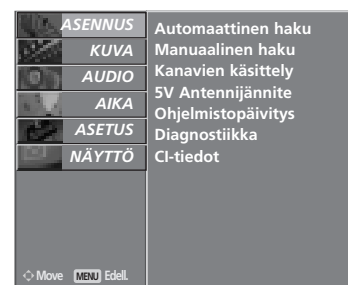 ASENNUS
KUVA
AUDIO
AIKA
ASETUS
NÄYTTÖ
Automaattinen haku
Manuaalinen haku
Kanavien käsittely
5V Antennijännite
Ohjelmistopäivitys
Diagnostiikka
CI-tiedot
Move MENU Edell.